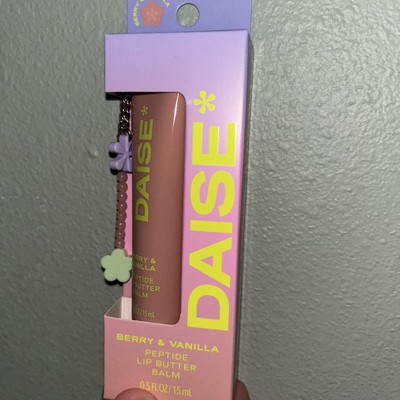 BERRY &
DAISE*
BERRY &
PEPTIDE
LIP BUTTER
BALM
DAISE*
BERRY & VANILLA
PEPTIDE
LIP BUTTER
BALM
0.5 FL OZ/15 mL